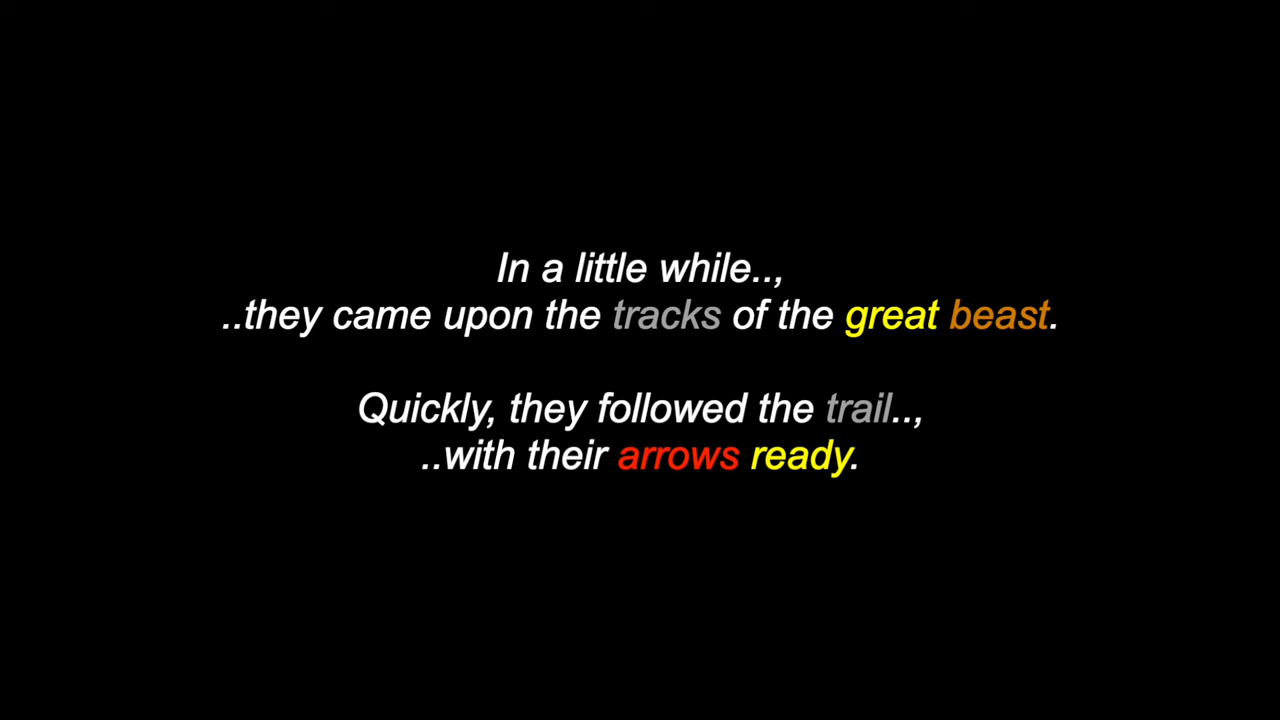 In a little while..,
..they came upon the tracks of the great beast.
Quickly, they followed the trail..,
..with their arrows ready.